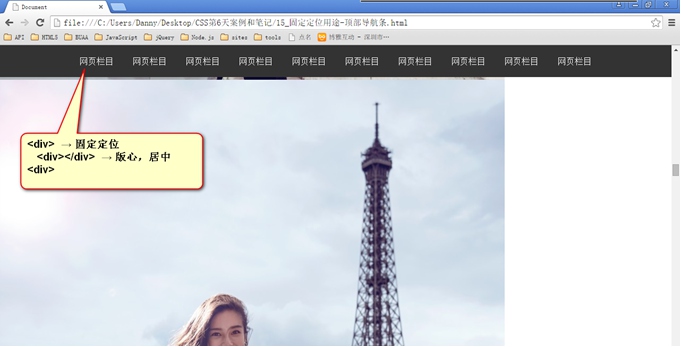 Document
file:///C:/Users/Danny/Desktop/CSS第6天案例和笔记/15_固定定位用途-顶部导航条.html
API HTML5 BUAA JavaScript jQuery Node.js sites tools 点名 博雅互动 - 深圳市…
网页栏目 网页栏目 网页栏目 网页栏目 网页栏目 网页栏目 网页栏目 网页栏目 网页栏目 网页栏目
<div> → 固定定位
<div></div> → 版心，居中
<div>